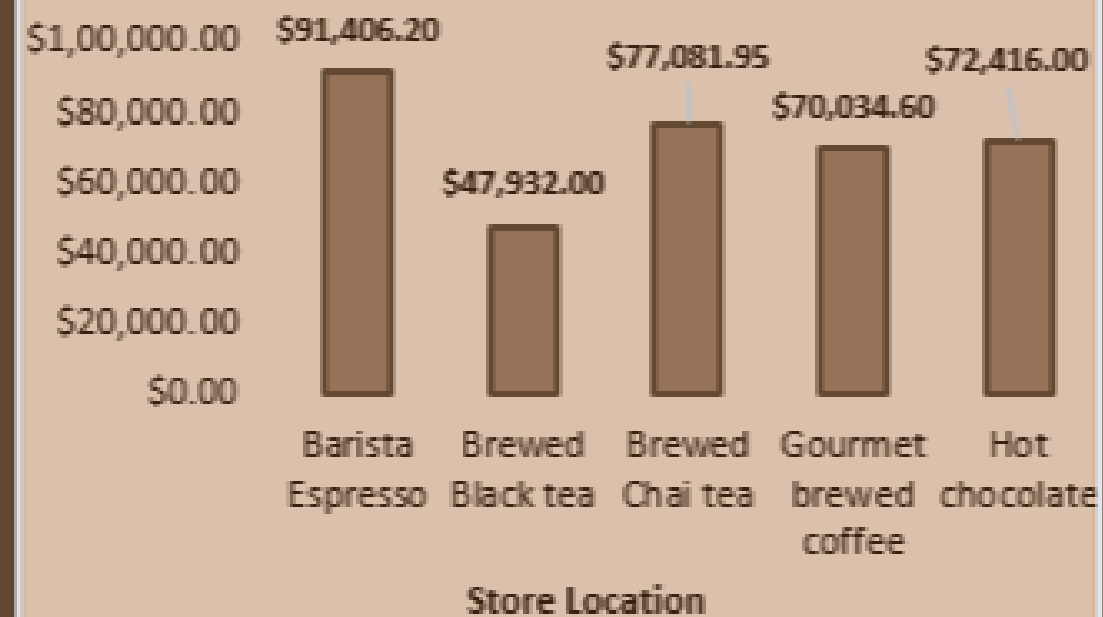 $1,00,000.00
$80,000.00
$60,000.00
$40,000.00
$20,000.00
$0.00
$91,406.20
$47,932.00
$77,081.95
$70,034.60
$72,416.00
Barista
Espresso
Brewed
Black tea
Brewed
Chai tea
Gourmet
brewed
coffee
Hot
chocolate
Store Location